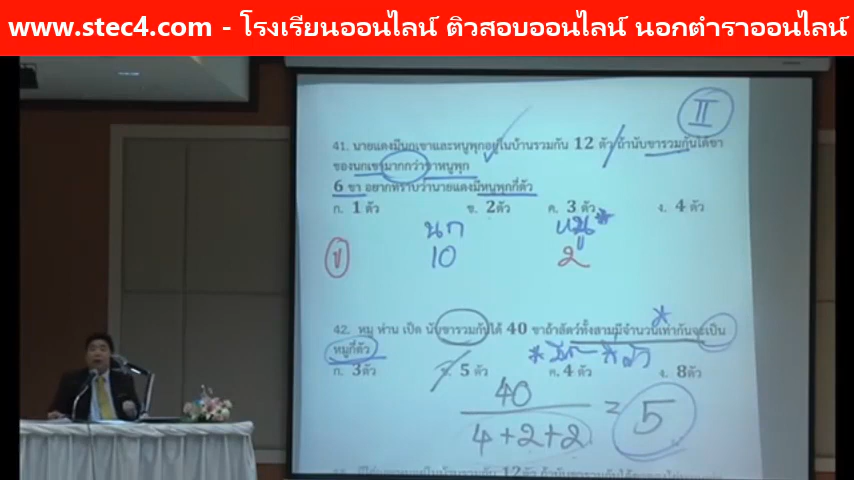 www.stec4.com - โรงเรียนออนไลน์ ติวสอบออนไลน์ นอกตำราออนไลน์
II
41. นายแดงมีนกเขาและหนูพุกอยู่ในบ้านรวมกัน 12 ตัว ถ้านับขารวมกันได้ขา
ของนกเขามากกว่าขาหนูพุก
6 ขา อยากทราบว่านายแดงมีหนูพุกกี่ตัว
ก. 1 ตัว ข. 2 ตัว ค. 3 ตัว ง. 4 ตัว
นก หนู *
ข 10 2
42. หมู ห่าน เป็ด นับขารวมกันได้ 40 ขาถ้าสัตว์ทั้งสามมีจำนวนเท่ากันจะเป็น
หมูกี่ตัว
ก. 3 ตัว ข. 5 ตัว ค. 4 ตัว ง. 8 ตัว
40
4+2+2 = 5